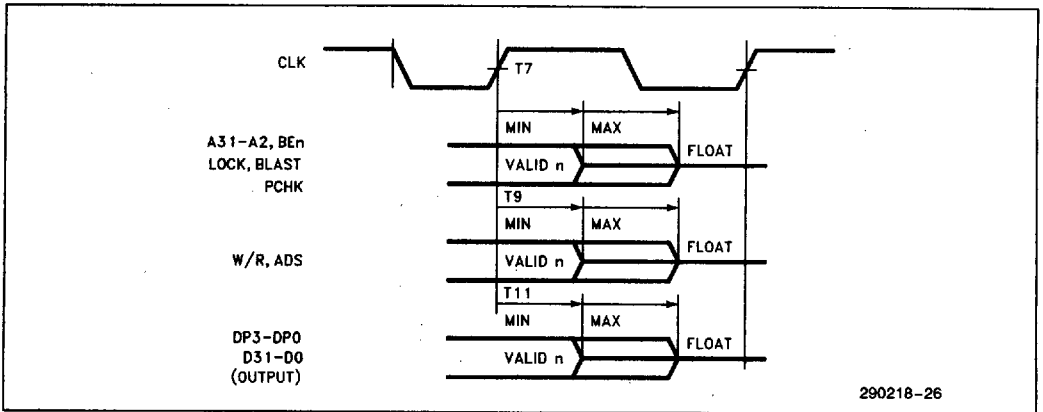 CLK
T7
MIN MAX
A31-A2, BEn
LOCK, BLAST
PCHK
VALID n
FLOAT
T9
MIN MAX
W/R, ADS
VALID n
FLOAT
T11
MIN MAX
DP3-DP0
D31-D0
(OUTPUT)
VALID n
FLOAT
290218-26